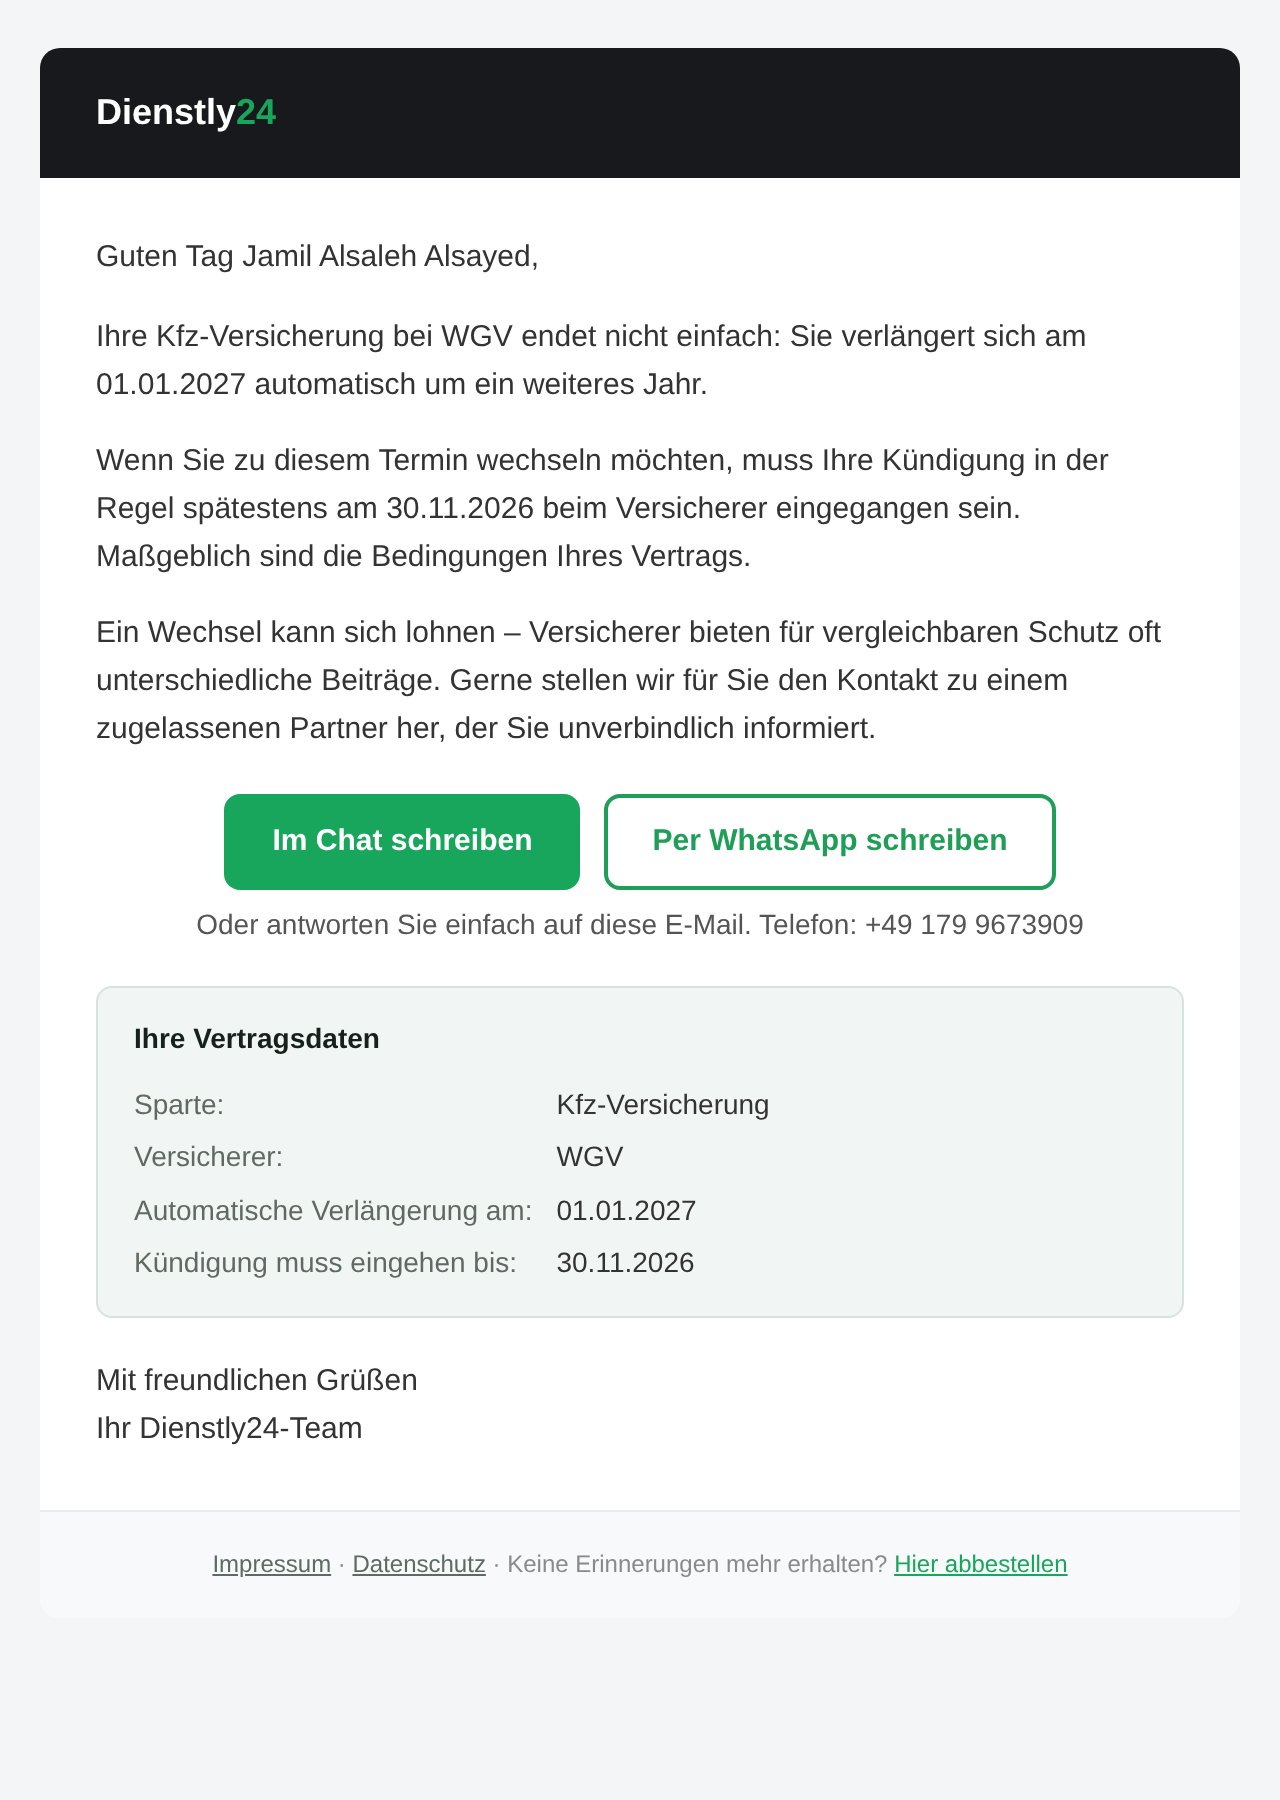 Dienstly24
Guten Tag Jamil Alsaleh Alsayed,
Ihre Kfz-Versicherung bei WGV endet nicht einfach: Sie verlängert sich am
01.01.2027 automatisch um ein weiteres Jahr.
Wenn Sie zu diesem Termin wechseln möchten, muss Ihre Kündigung in der
Regel spätestens am 30.11.2026 beim Versicherer eingegangen sein.
Maßgeblich sind die Bedingungen Ihres Vertrags.
Ein Wechsel kann sich lohnen – Versicherer bieten für vergleichbaren Schutz oft
unterschiedliche Beiträge. Gerne stellen wir für Sie den Kontakt zu einem
zugelassenen Partner her, der Sie unverbindlich informiert.
Im Chat schreiben Per WhatsApp schreiben
Oder antworten Sie einfach auf diese E-Mail. Telefon: +49 179 9673909
Ihre Vertragsdaten
Sparte: Kfz-Versicherung
Versicherer: WGV
Automatische Verlängerung am: 01.01.2027
Kündigung muss eingehen bis: 30.11.2026
Mit freundlichen Grüßen
Ihr Dienstly24-Team
Impressum · Datenschutz · Keine Erinnerungen mehr erhalten? Hier abbestellen